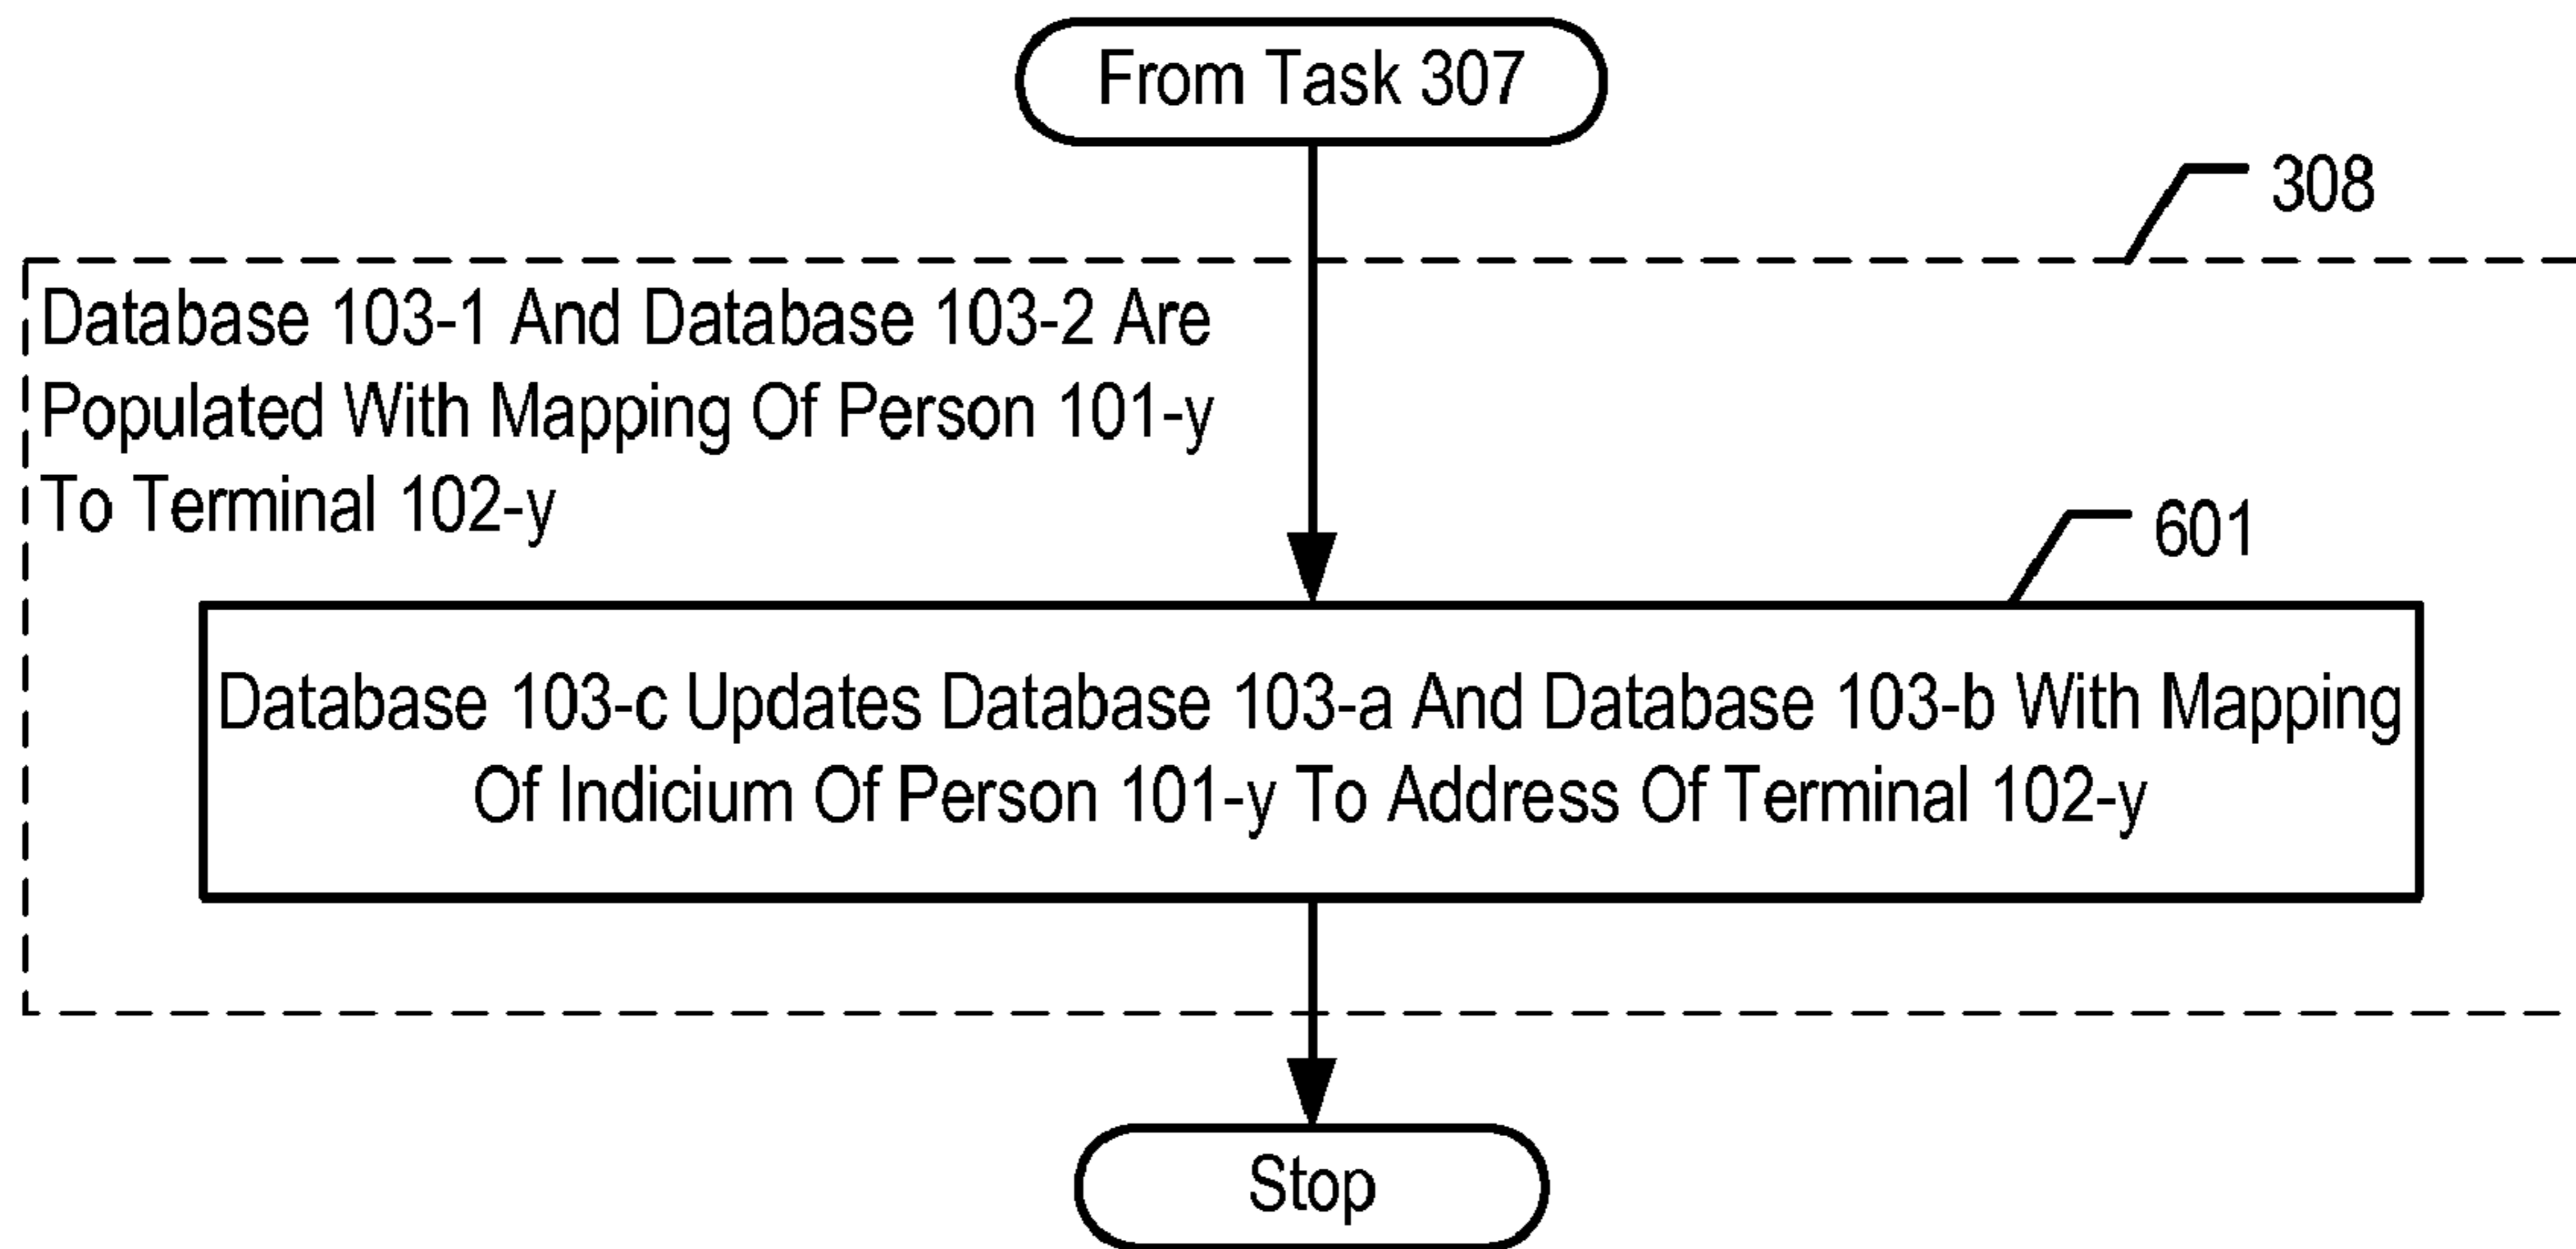 From Task 307
308
Database 103-1 And Database 103-2 Are
Populated With Mapping Of Person 101-y
To Terminal 102-y
601
Database 103-c Updates Database 103-a And Database 103-b With Mapping
Of Indicium Of Person 101-y To Address Of Terminal 102-y
Stop